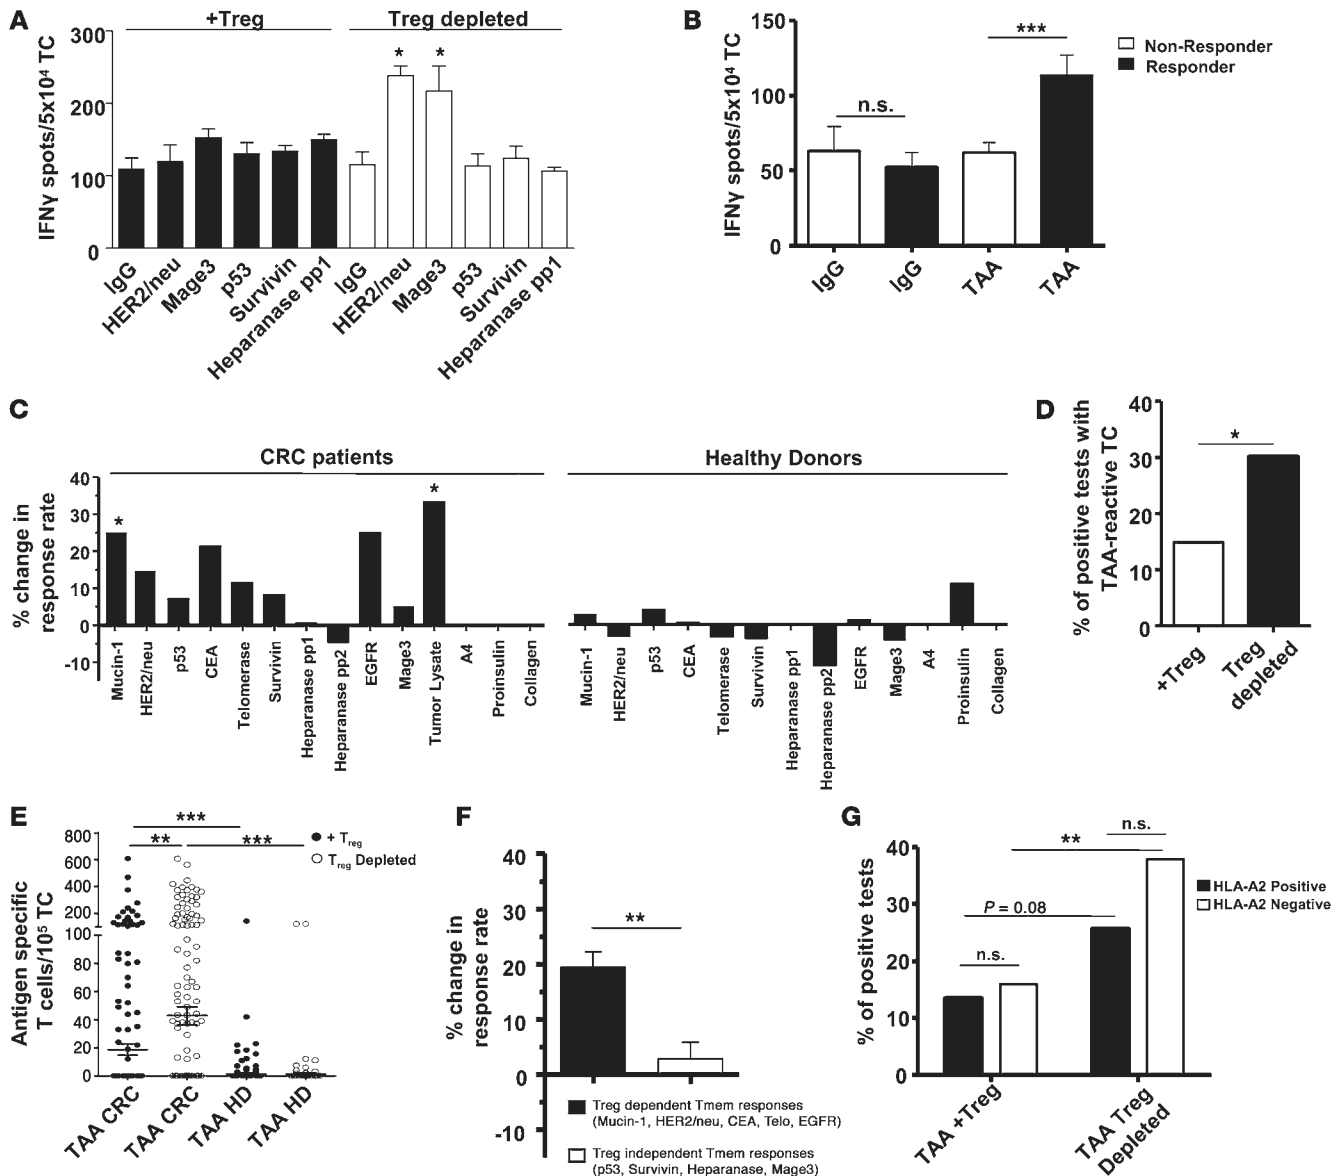 A
+Treg
Treg depleted
IFNγ spots/5x10⁴ TC
300
200
100
0
*
*
IgG
HER2/neu
Mage3
p53
Survivin
Heparanase pp1
IgG
HER2/neu
Mage3
p53
Survivin
Heparanase pp1
B
IFNγ spots/5x10⁴ TC
150
100
50
0
n.s.
***
Non-Responder
Responder
IgG
IgG
TAA
TAA
C
CRC patients
Healthy Donors
% change in
response rate
40
30
20
10
0
-10
*
*
Mucin-1
HER2/neu
p53
CEA
Telomerase
Survivin
Heparanase pp1
Heparanase pp2
EGFR
Mage3
Tumor Lysate
A4
Proinsulin
Collagen
Mucin-1
HER2/neu
p53
CEA
Telomerase
Survivin
Heparanase pp1
Heparanase pp2
EGFR
Mage3
A4
Proinsulin
Collagen
D
% of positive tests with
TAA-reactive TC
40
30
20
10
0
*
+Treg
Treg
depleted
E
Antigen specific
T cells/10⁵ TC
800
600
400
200
100
80
60
40
20
0
***
**
***
+ Treg
Treg Depleted
TAA CRC
TAA CRC
TAA HD
TAA HD
F
% change in
response rate
40
30
20
10
0
-10
**
Treg dependent Tmem responses
(Mucin-1, HER2/neu, CEA, Telo, EGFR)
Treg independent Tmem responses
(p53, Survivin, Heparanase, Mage3)
G
% of positive tests
40
30
20
10
0
n.s.
**
P = 0.08
n.s.
HLA-A2 Positive
HLA-A2 Negative
TAA +Treg
TAA Treg
Depleted